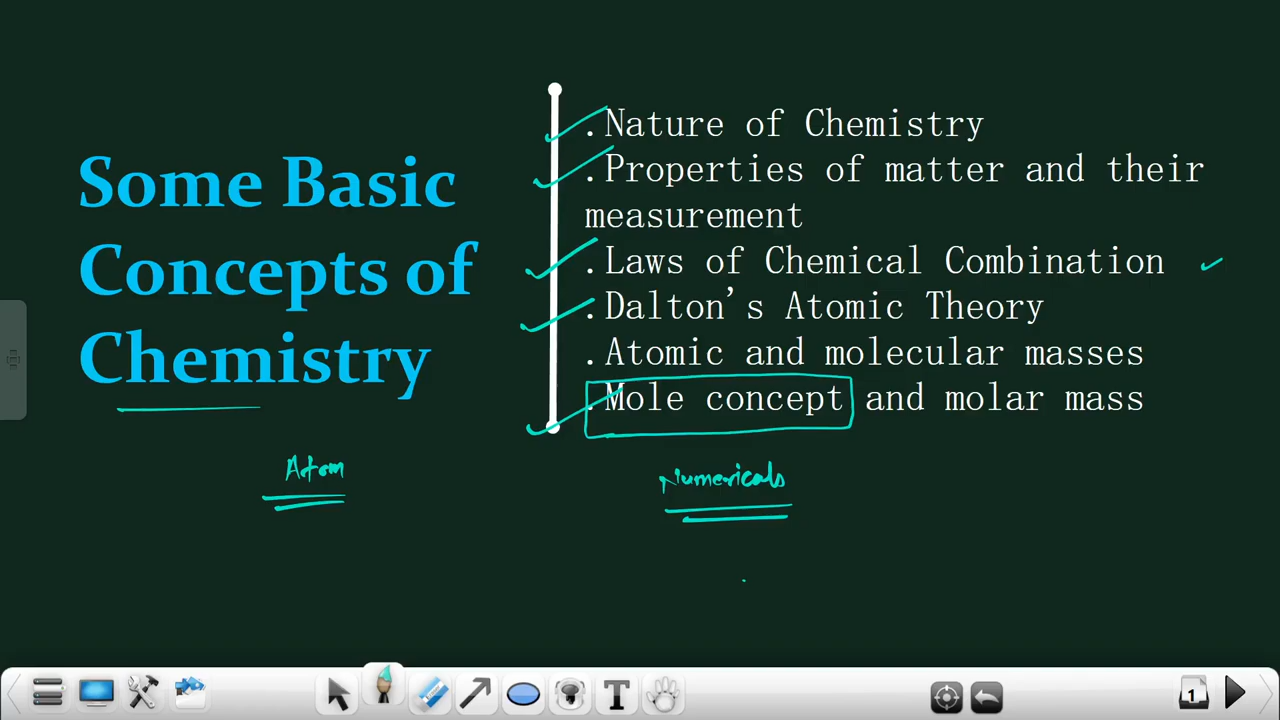 Some Basic
Concepts of
Chemistry
.Nature of Chemistry
.Properties of matter and their
measurement
.Laws of Chemical Combination
.Dalton's Atomic Theory
.Atomic and molecular masses
.Mole concept and molar mass
Atom
Numericals
T
1